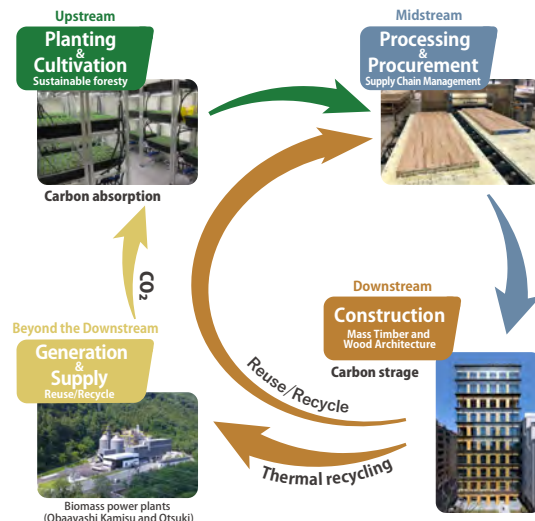 Upstream
Planting
&
Cultivation
Sustainable foresty
Carbon absorption
Midstream
Processing
&
Procurement
Supply Chain Management
CO₂
Downstream
Construction
Mass Timber and
Wood Architecture
Carbon strage
Beyond the Downstream
Generation
&
Supply
Reuse/Recycle
Reuse/Recycle
Thermal recycling
Biomass power plants
(Obaayashi Kamisu and Otsuki)